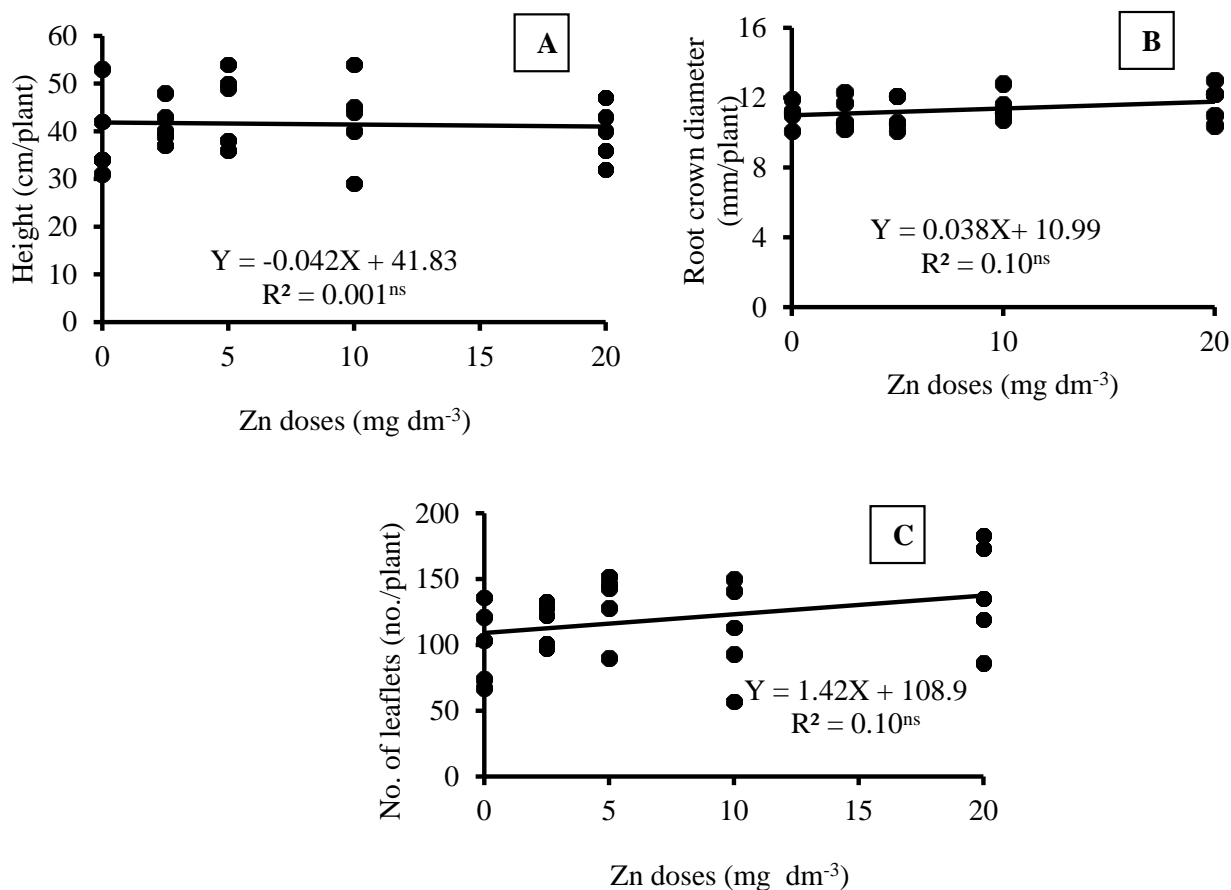 A
Height (cm/plant)
60
50
40
30
20
10
0
Y = -0.042X + 41.83
R² = 0.001ⁿˢ
0 5 10 15 20
Zn doses (mg dm⁻³)
B
Root crown diameter
(mm/plant)
16
12
8
4
0
Y = 0.038X+ 10.99
R² = 0.10ⁿˢ
0 5 10 20
Zn doses (mg dm⁻³)
C
No. of leaflets (no./plant)
200
150
100
50
0
Y = 1.42X + 108.9
R² = 0.10ⁿˢ
0 5 10 15 20
Zn doses (mg dm⁻³)